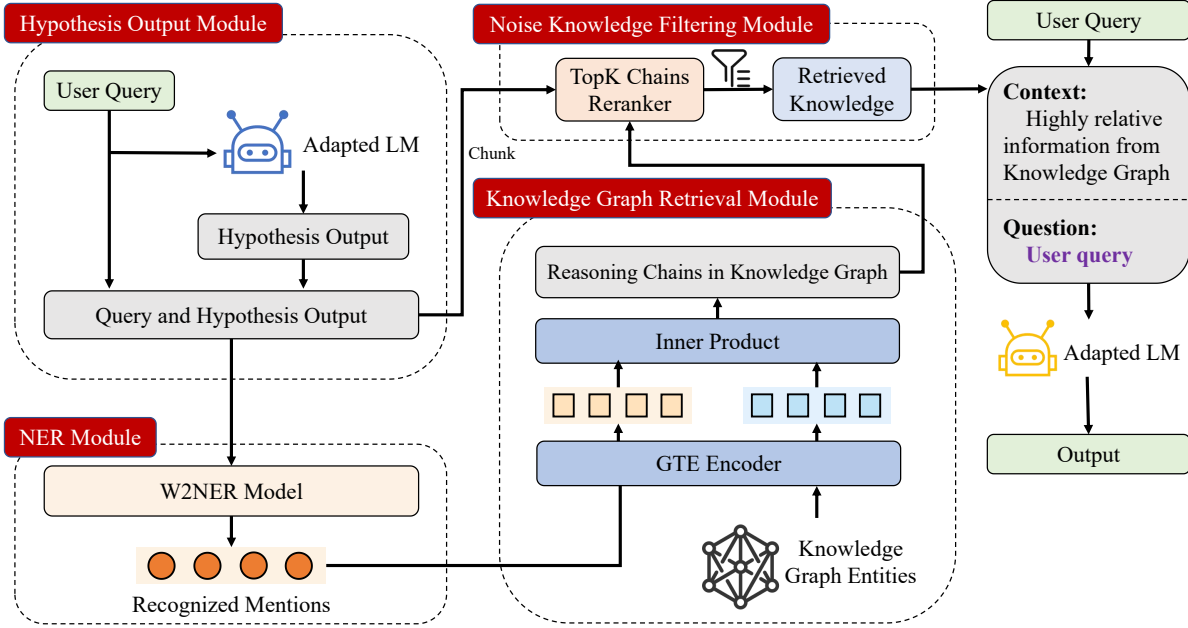 Hypothesis Output Module
User Query
Adapted LM
Hypothesis Output
Query and Hypothesis Output
NER Module
W2NER Model
Recognized Mentions
Noise Knowledge Filtering Module
TopK Chains
Reranker
Retrieved
Knowledge
Chunk
Knowledge Graph Retrieval Module
Reasoning Chains in Knowledge Graph
Inner Product
GTE Encoder
Knowledge
Graph Entities
User Query
Context:
Highly relative
information from
Knowledge Graph
Question:
User query
Adapted LM
Output